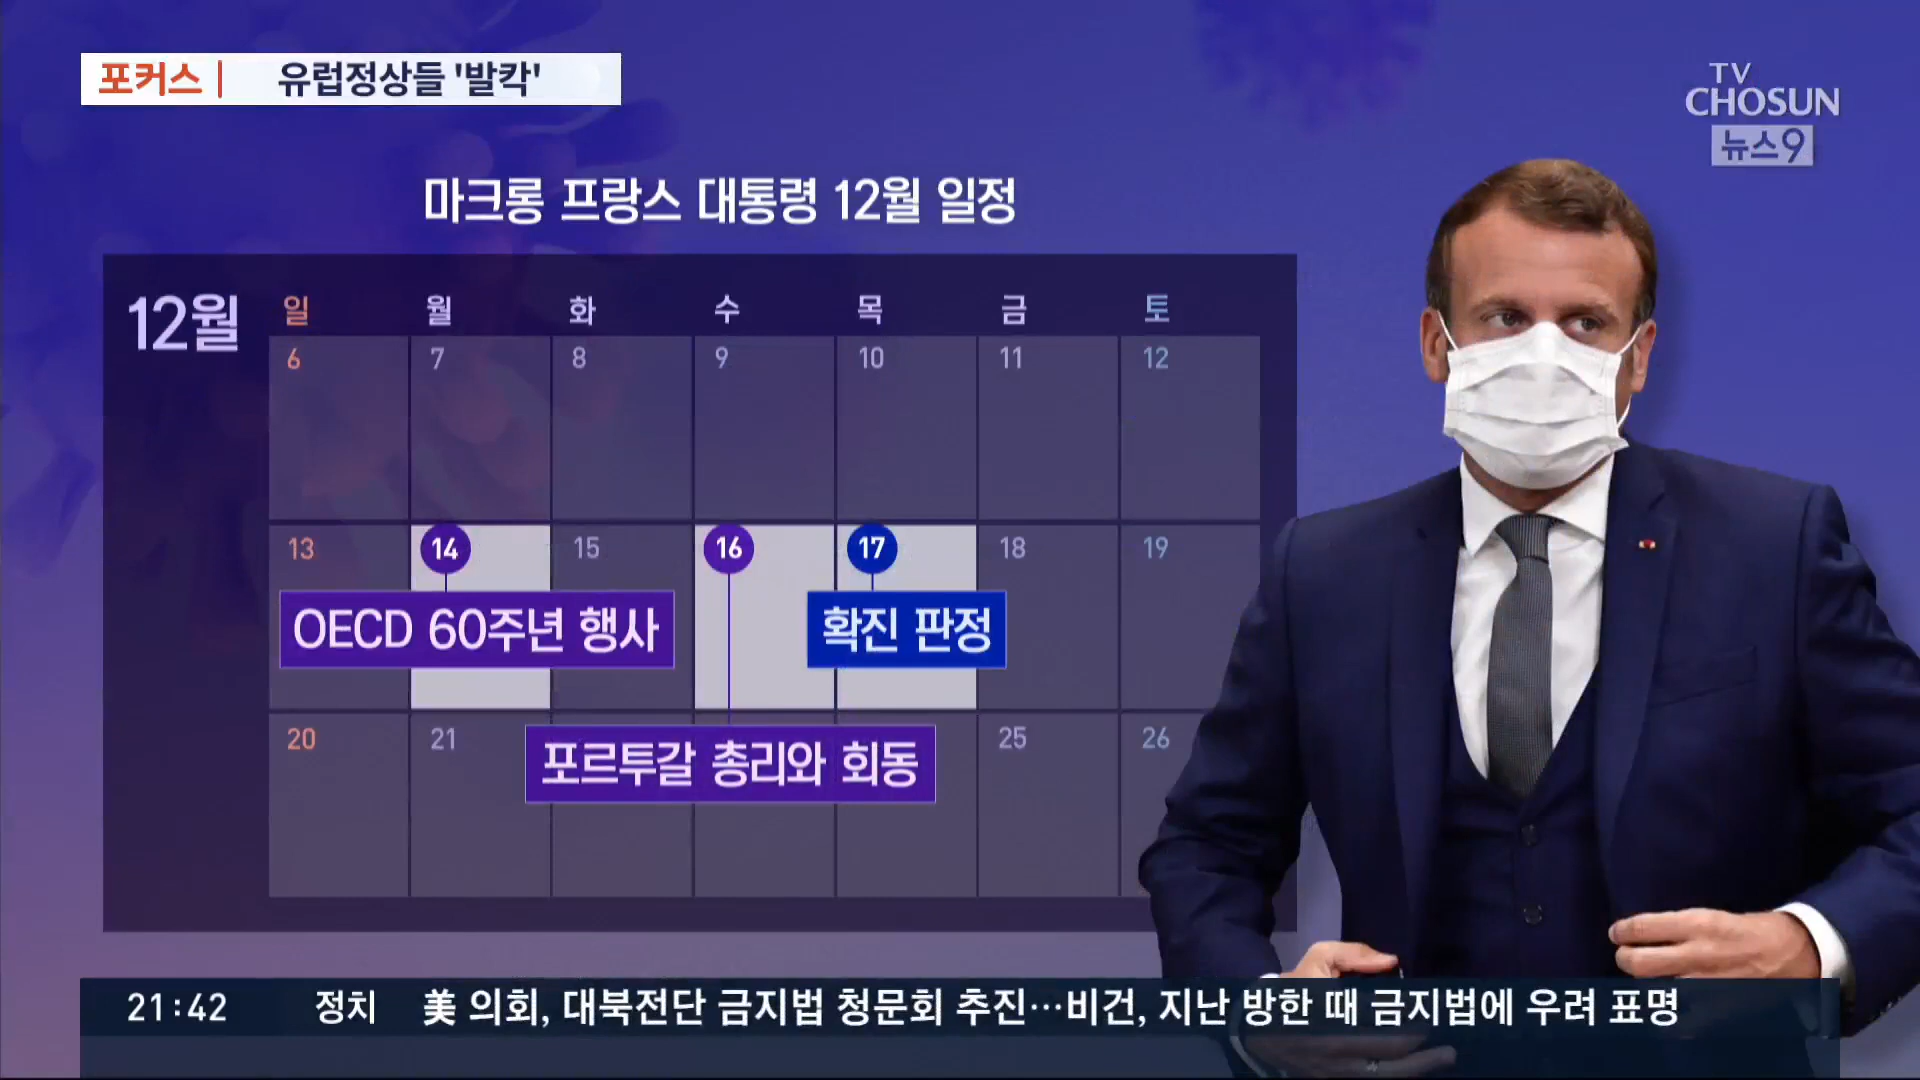 포커스 | 유럽정상들 '발칵'
TV
CHOSUN
뉴스9
마크롱 프랑스 대통령 12월 일정
12월 일 월 화 수 목 금 토
6 7 8 9 10 11 12
13 14 15 16 17 18 19
OECD 60주년 행사 확진 판정
20 21 25 26
포르투갈 총리와 회동
21:42 정치 美 의회, 대북전단 금지법 청문회 추진…비건, 지난 방한 때 금지법에 우려 표명